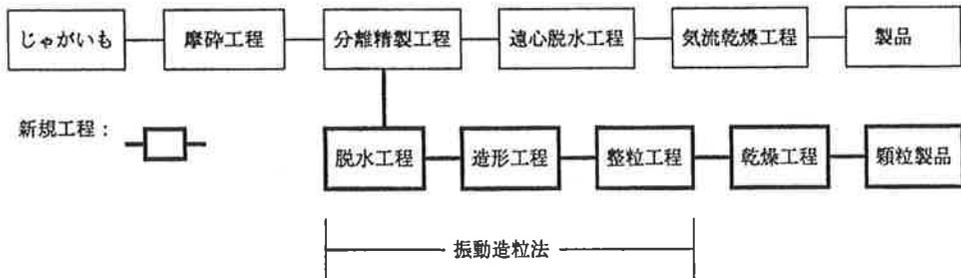 じゃがいも 摩砕工程 分離精製工程 遠心脱水工程 気流乾燥工程 製品
新規工程：
脱水工程 造形工程 整粒工程 乾燥工程 顆粒製品
振動造粒法